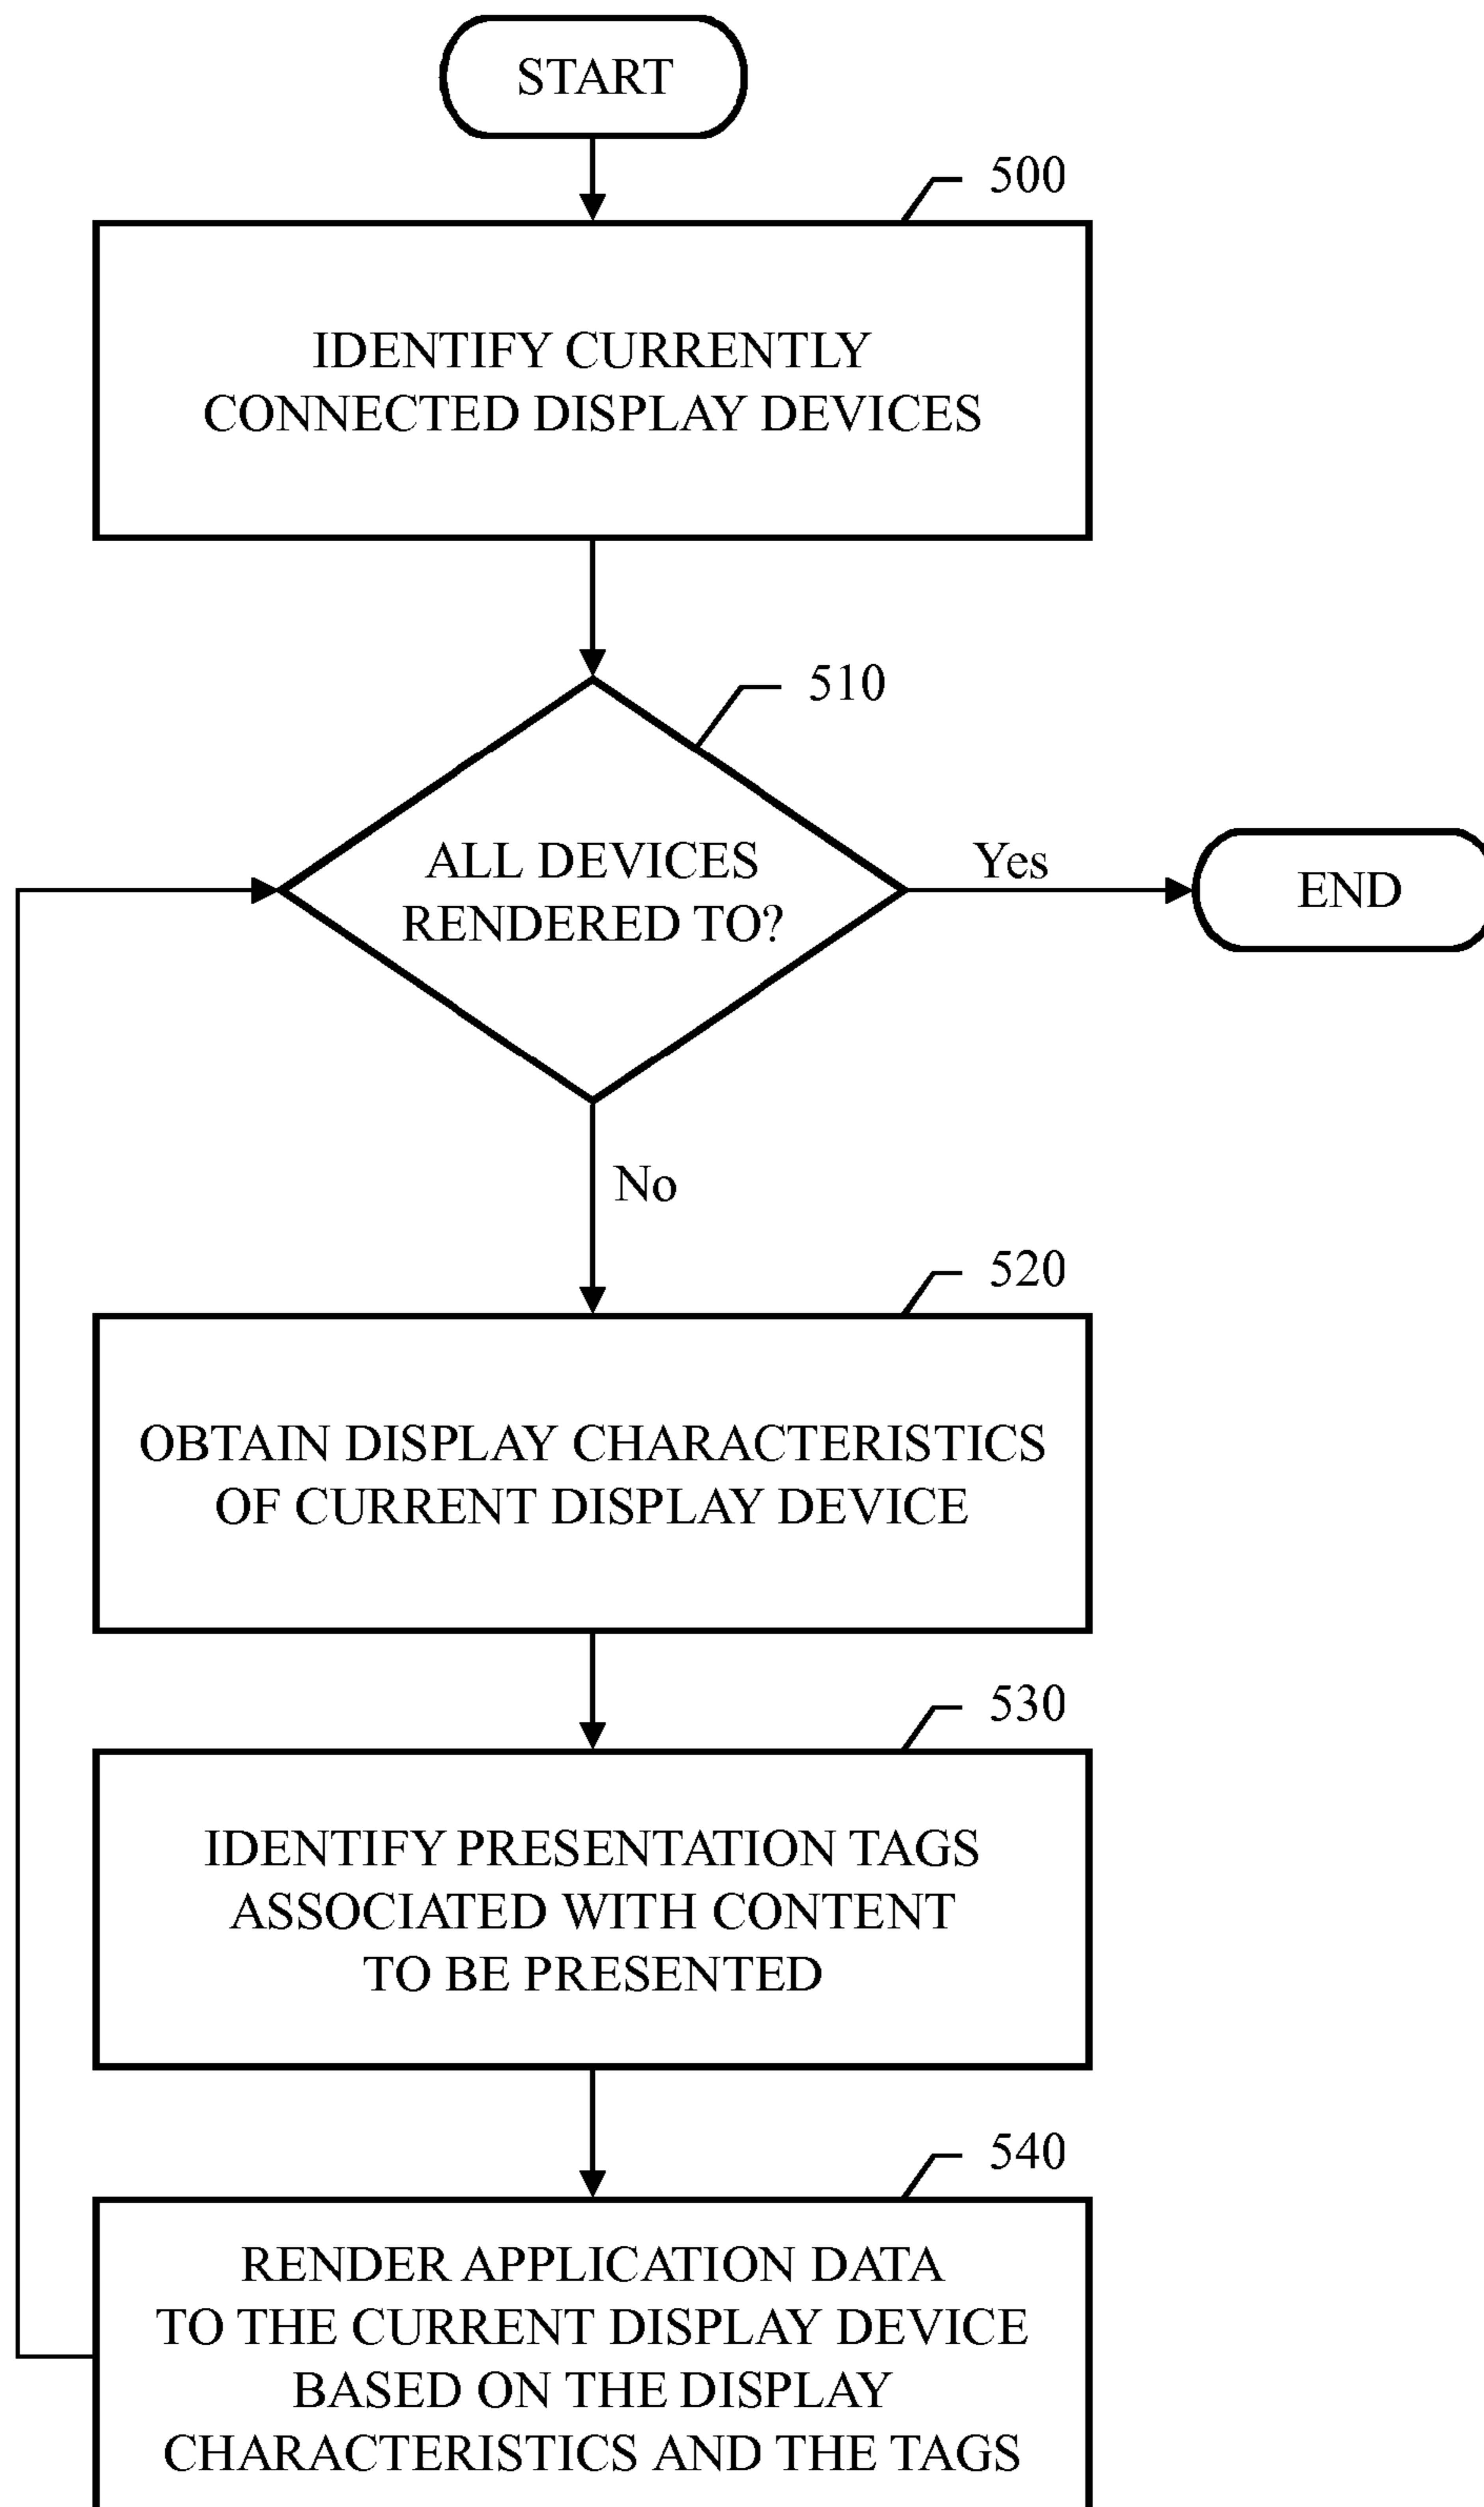 START
500
IDENTIFY CURRENTLY
CONNECTED DISPLAY DEVICES
510
ALL DEVICES
RENDERED TO?
Yes
END
No
520
OBTAIN DISPLAY CHARACTERISTICS
OF CURRENT DISPLAY DEVICE
530
IDENTIFY PRESENTATION TAGS
ASSOCIATED WITH CONTENT
TO BE PRESENTED
540
RENDER APPLICATION DATA
TO THE CURRENT DISPLAY DEVICE
BASED ON THE DISPLAY
CHARACTERISTICS AND THE TAGS